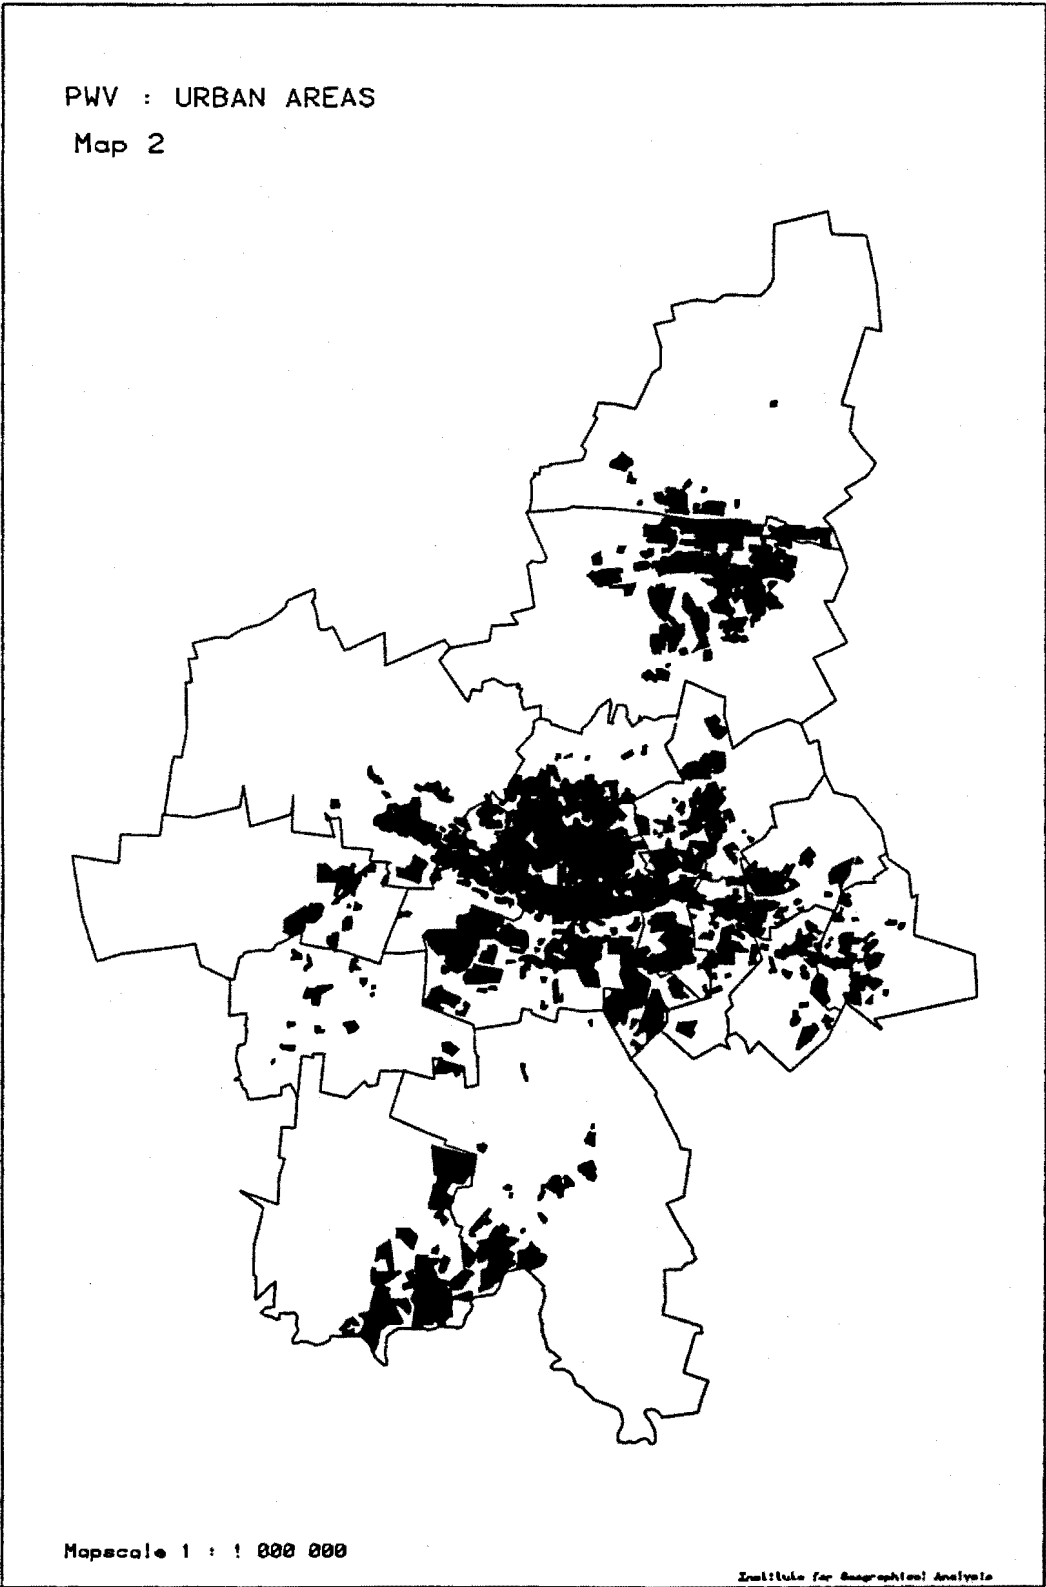 PWV : URBAN AREAS
Map 2
Mapscale 1 : 1 000 000
Institute for Geographical Analysis